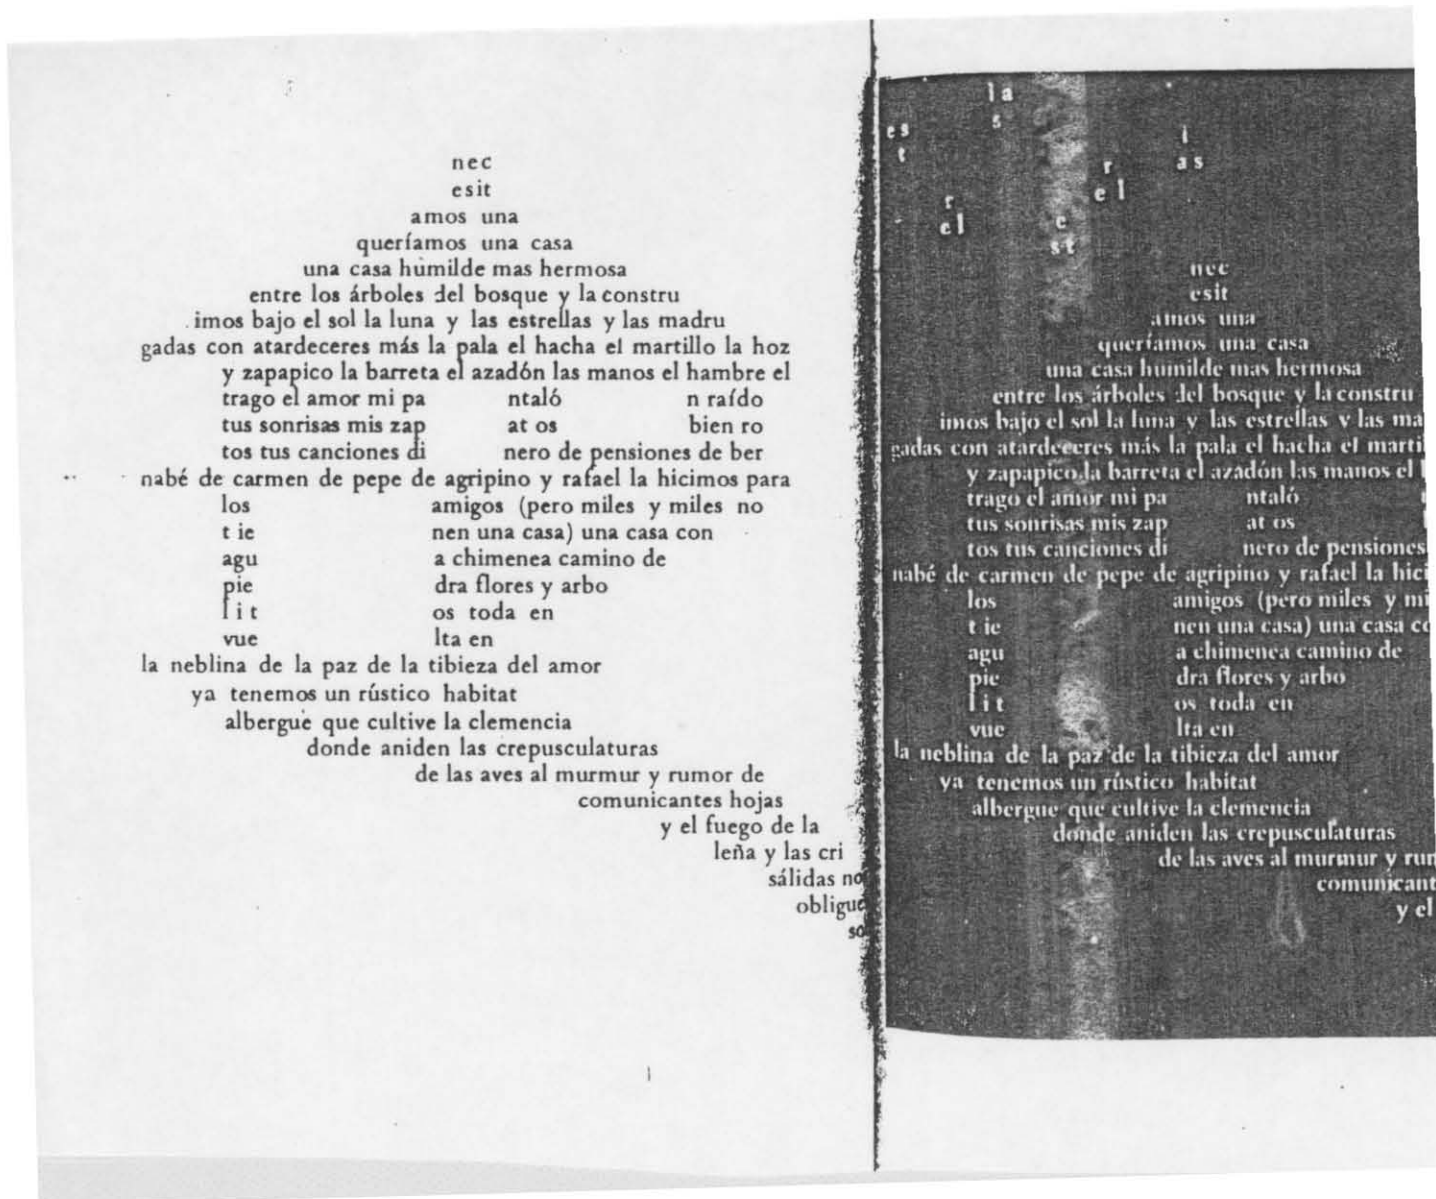 nec
esit
amos una
queríamos una casa
una casa humilde mas hermosa
entre los árboles del bosque y la constru
imos bajo el sol la luna y las estrellas y las madru
gadas con atardeceres más la pala el hacha el martillo la hoz
y zapapico la barreta el azadón las manos el hambre el
trago el amor mi pa ntaló n raído
tus sonrisas mis zap at os bien ro
tos tus canciones di nero de pensiones de ber
nabé de carmen de pepe de agripino y rafael la hicimos para
los amigos (pero miles y miles no
t ie nen una casa) una casa con
agu a chimenea camino de
pie dra flores y arbo
l i t os toda en
vue lta en
la neblina de la paz de la tibieza del amor
ya tenemos un rústico habitat
albergue que cultive la clemencia
donde aniden las crepusculaturas
de las aves al murmur y rumor de
comunicantes hojas
y el fuego de la
leña y las cri
sálidas no
obligue
so
la
s
es
t
r
el
e
st
r
el
l
as
nec
esit
amos una
queríamos una casa
una casa humilde mas hermosa
entre los árboles del bosque y la constru
imos bajo el sol la luna y las estrellas y las ma
gadas con atardeceres más la pala el hacha el marti
y zapapico la barreta el azadón las manos el
trago el amor mi pa ntaló
tus sonrisas mis zap at os
tos tus canciones di nero de pensiones
nabé de carmen de pepe de agripino y rafael la hici
los amigos (pero miles y mi
t ie nen una casa) una casa co
agu a chimenea camino de
pie dra flores y arbo
l i t os toda en
vue lta en
la neblina de la paz de la tibieza del amor
ya tenemos un rústico habitat
albergue que cultive la clemencia
donde aniden las crepusculaturas
de las aves al murmur y rum
comunicant
y el